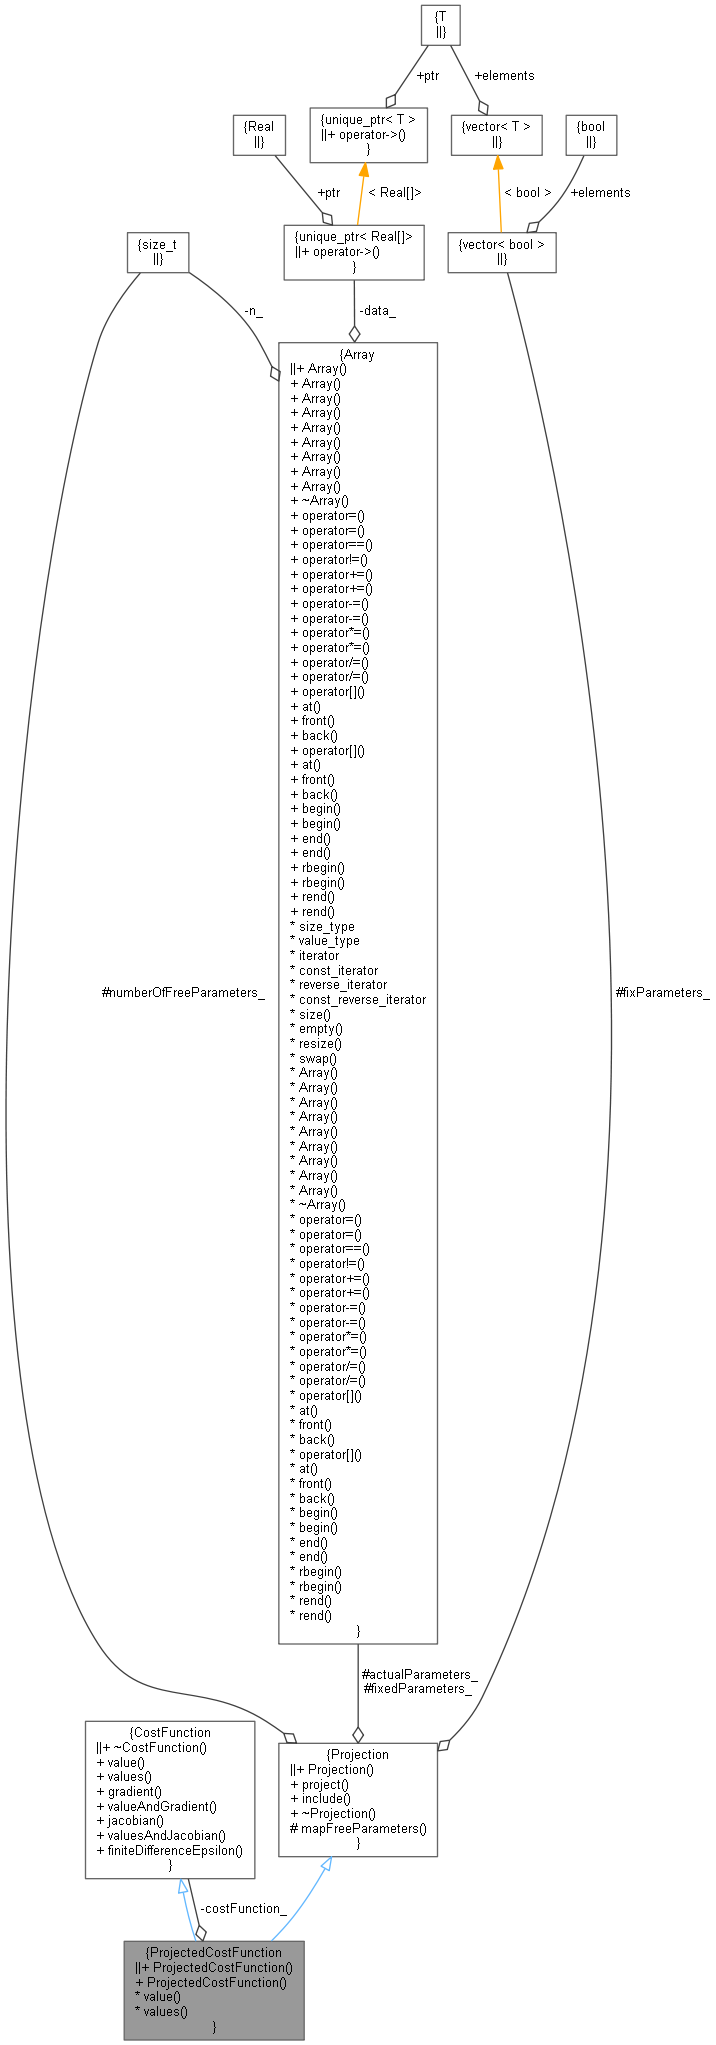 {T
||}
+ptr
+elements
{Real
||}
{unique_ptr< T >
||+ operator->()
}
{vector< T >
||}
{bool
||}
+ptr
< Real[]>
< bool >
+elements
{size_t
||}
{unique_ptr< Real[]>
||+ operator->()
}
{vector< bool >
||}
-n_
-data_
{Array
||+ Array()
+ Array()
+ Array()
+ Array()
+ Array()
+ Array()
+ Array()
+ Array()
+ Array()
+ ~Array()
+ operator=()
+ operator=()
+ operator==()
+ operator!=()
+ operator+=()
+ operator+=()
+ operator-=()
+ operator-=()
+ operator*=()
+ operator*=()
+ operator/=()
+ operator/=()
+ operator[]()
+ at()
+ front()
+ back()
+ operator[]()
+ at()
+ front()
+ back()
+ begin()
+ begin()
+ end()
+ end()
+ rbegin()
+ rbegin()
+ rend()
+ rend()
* size_type
* value_type
* iterator
* const_iterator
* reverse_iterator
* const_reverse_iterator
* size()
* empty()
* resize()
* swap()
* Array()
* Array()
* Array()
* Array()
* Array()
* Array()
* Array()
* Array()
* Array()
* ~Array()
* operator=()
* operator=()
* operator==()
* operator!=()
* operator+=()
* operator+=()
* operator-=()
* operator-=()
* operator*=()
* operator*=()
* operator/=()
* operator/=()
* operator[]()
* at()
* front()
* back()
* operator[]()
* at()
* front()
* back()
* begin()
* begin()
* end()
* end()
* rbegin()
* rbegin()
* rend()
* rend()
}
#numberOfFreeParameters_
#fixParameters_
#actualParameters_
#fixedParameters_
{CostFunction
||+ ~CostFunction()
+ value()
+ values()
+ gradient()
+ valueAndGradient()
+ jacobian()
+ valuesAndJacobian()
+ finiteDifferenceEpsilon()
}
{Projection
||+ Projection()
+ project()
+ include()
+ ~Projection()
# mapFreeParameters()
}
-costFunction_
{ProjectedCostFunction
||+ ProjectedCostFunction()
+ ProjectedCostFunction()
* value()
* values()
}